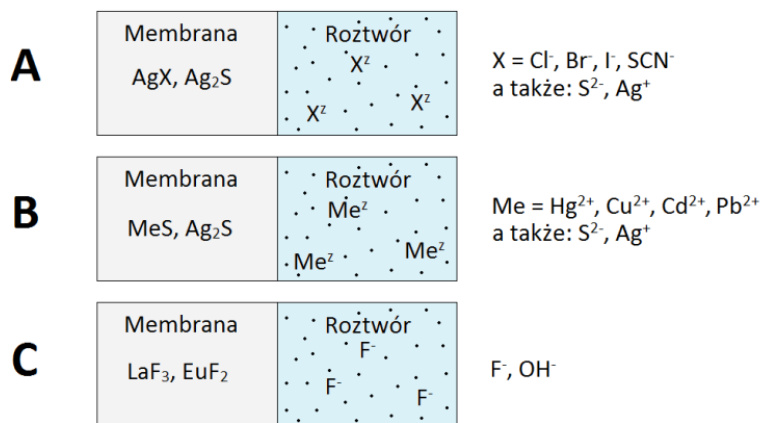 A
Membrana
AgX, Ag₂S
Roztwór
Xᶻ
Xᶻ
Xᶻ
X = Cl⁻, Br⁻, I⁻, SCN⁻
a także: S²⁻, Ag⁺
B
Membrana
MeS, Ag₂S
Roztwór
Meᶻ
Meᶻ
Meᶻ
Me = Hg²⁺, Cu²⁺, Cd²⁺, Pb²⁺
a także: S²⁻, Ag⁺
C
Membrana
LaF₃, EuF₂
Roztwór
F⁻
F⁻
F⁻
F⁻, OH⁻